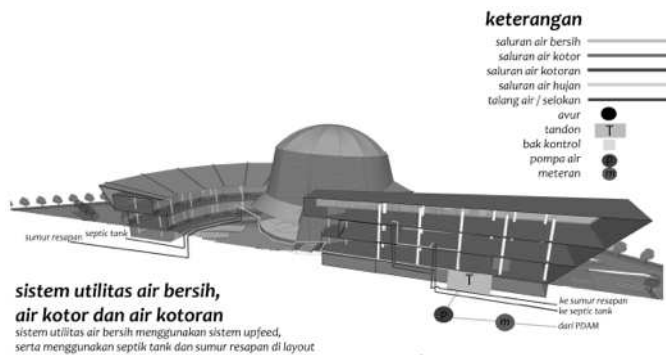 keterangan
saluran air bersih
saluran air kotor
saluran air kotoran
saluran air hujan
talang air / selokan
avur
tandon T
bak kontrol
pompa air p
meteran m
sumur resapan septic tank
T
ke sumur resapan
ke septic tank
p m dari PDAM
sistem utilitas air bersih,
air kotor dan air kotoran
sistem utilitas air bersih menggunakan sistem upfeed,
serta menggunakan septik tank dan sumur resapan di layout